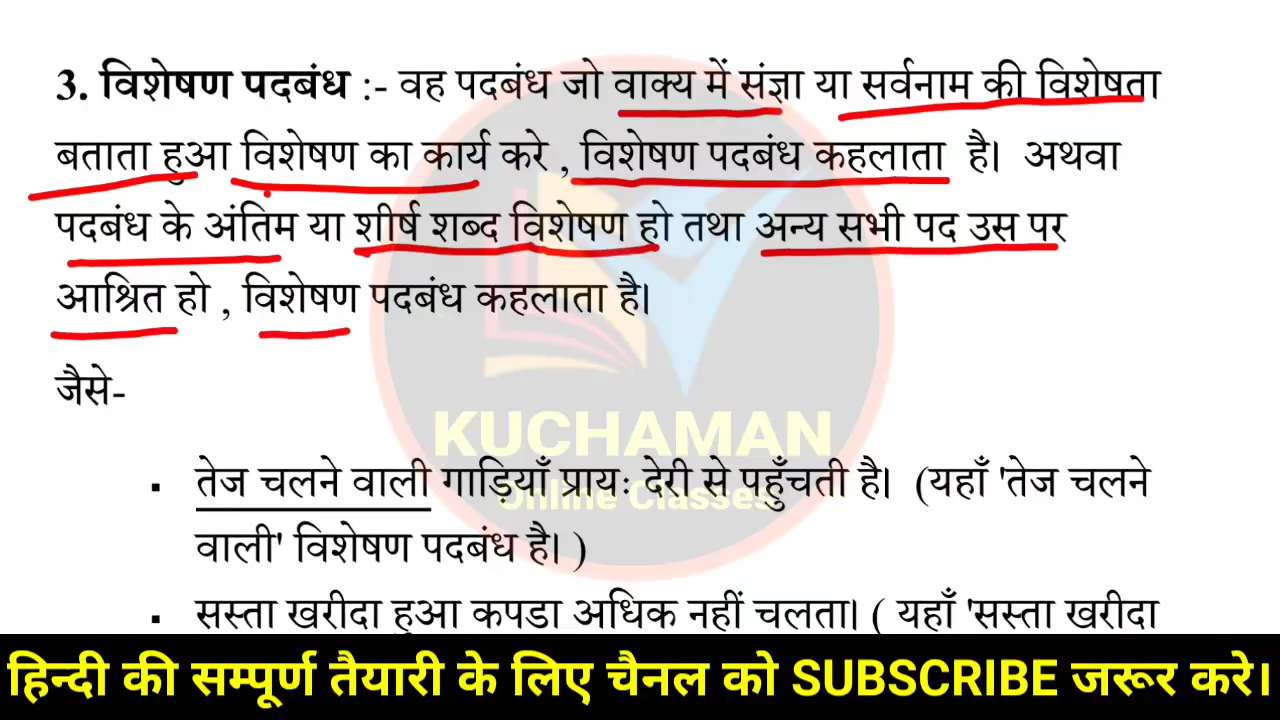 3. विशेषण पदबंध :- वह पदबंध जो वाक्य में संज्ञा या सर्वनाम की विशेषता
बताता हुआ विशेषण का कार्य करे , विशेषण पदबंध कहलाता है। अथवा
पदबंध के अंतिम या शीर्ष शब्द विशेषण हो तथा अन्य सभी पद उस पर
आश्रित हो , विशेषण पदबंध कहलाता है।
जैसे-
KUCHAMAN
▪ तेज चलने वाली गाड़ियाँ प्रायः देरी से पहुँचती है। (यहाँ 'तेज चलने
Online Classes
वाली' विशेषण पदबंध है। )
▪ सस्ता खरीदा हुआ कपडा अधिक नहीं चलता। ( यहाँ 'सस्ता खरीदा
हिन्दी की सम्पूर्ण तैयारी के लिए चैनल को SUBSCRIBE जरूर करे।